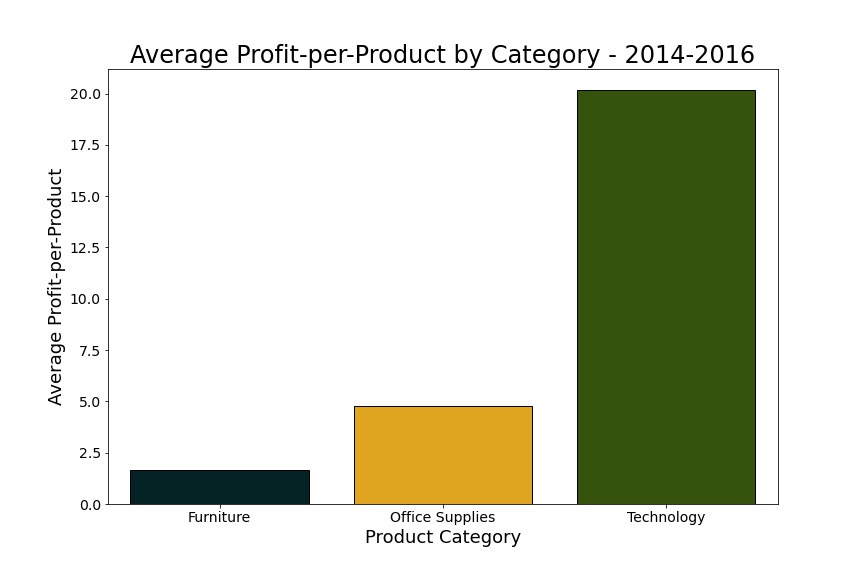 Average Profit-per-Product by Category - 2014-2016
Average Profit-per-Product
20.0
17.5
15.0
12.5
10.0
7.5
5.0
2.5
0.0
Furniture
Office Supplies
Technology
Product Category